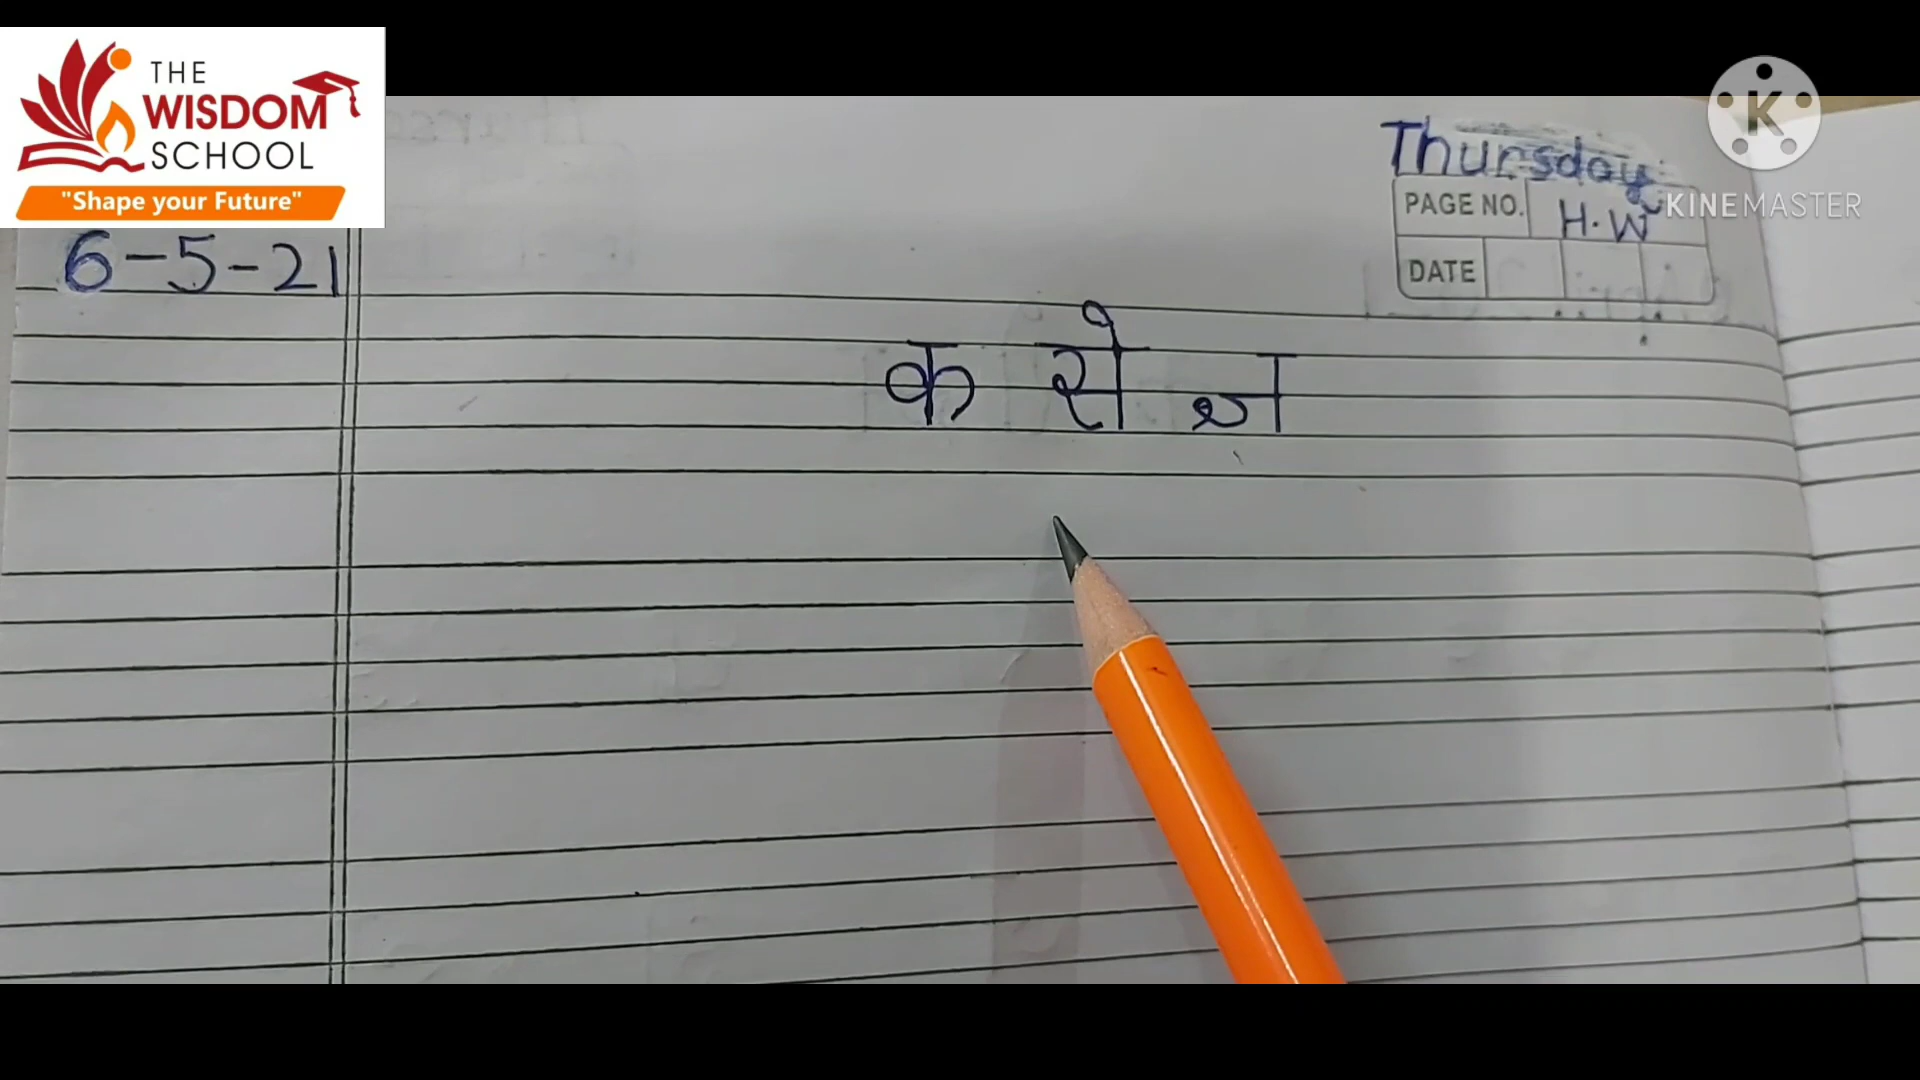 THE
WISDOM
SCHOOL
"Shape your Future"
K
KINEMASTER
Thursday
PAGE NO. H.W
DATE
6-5-21
क से ज